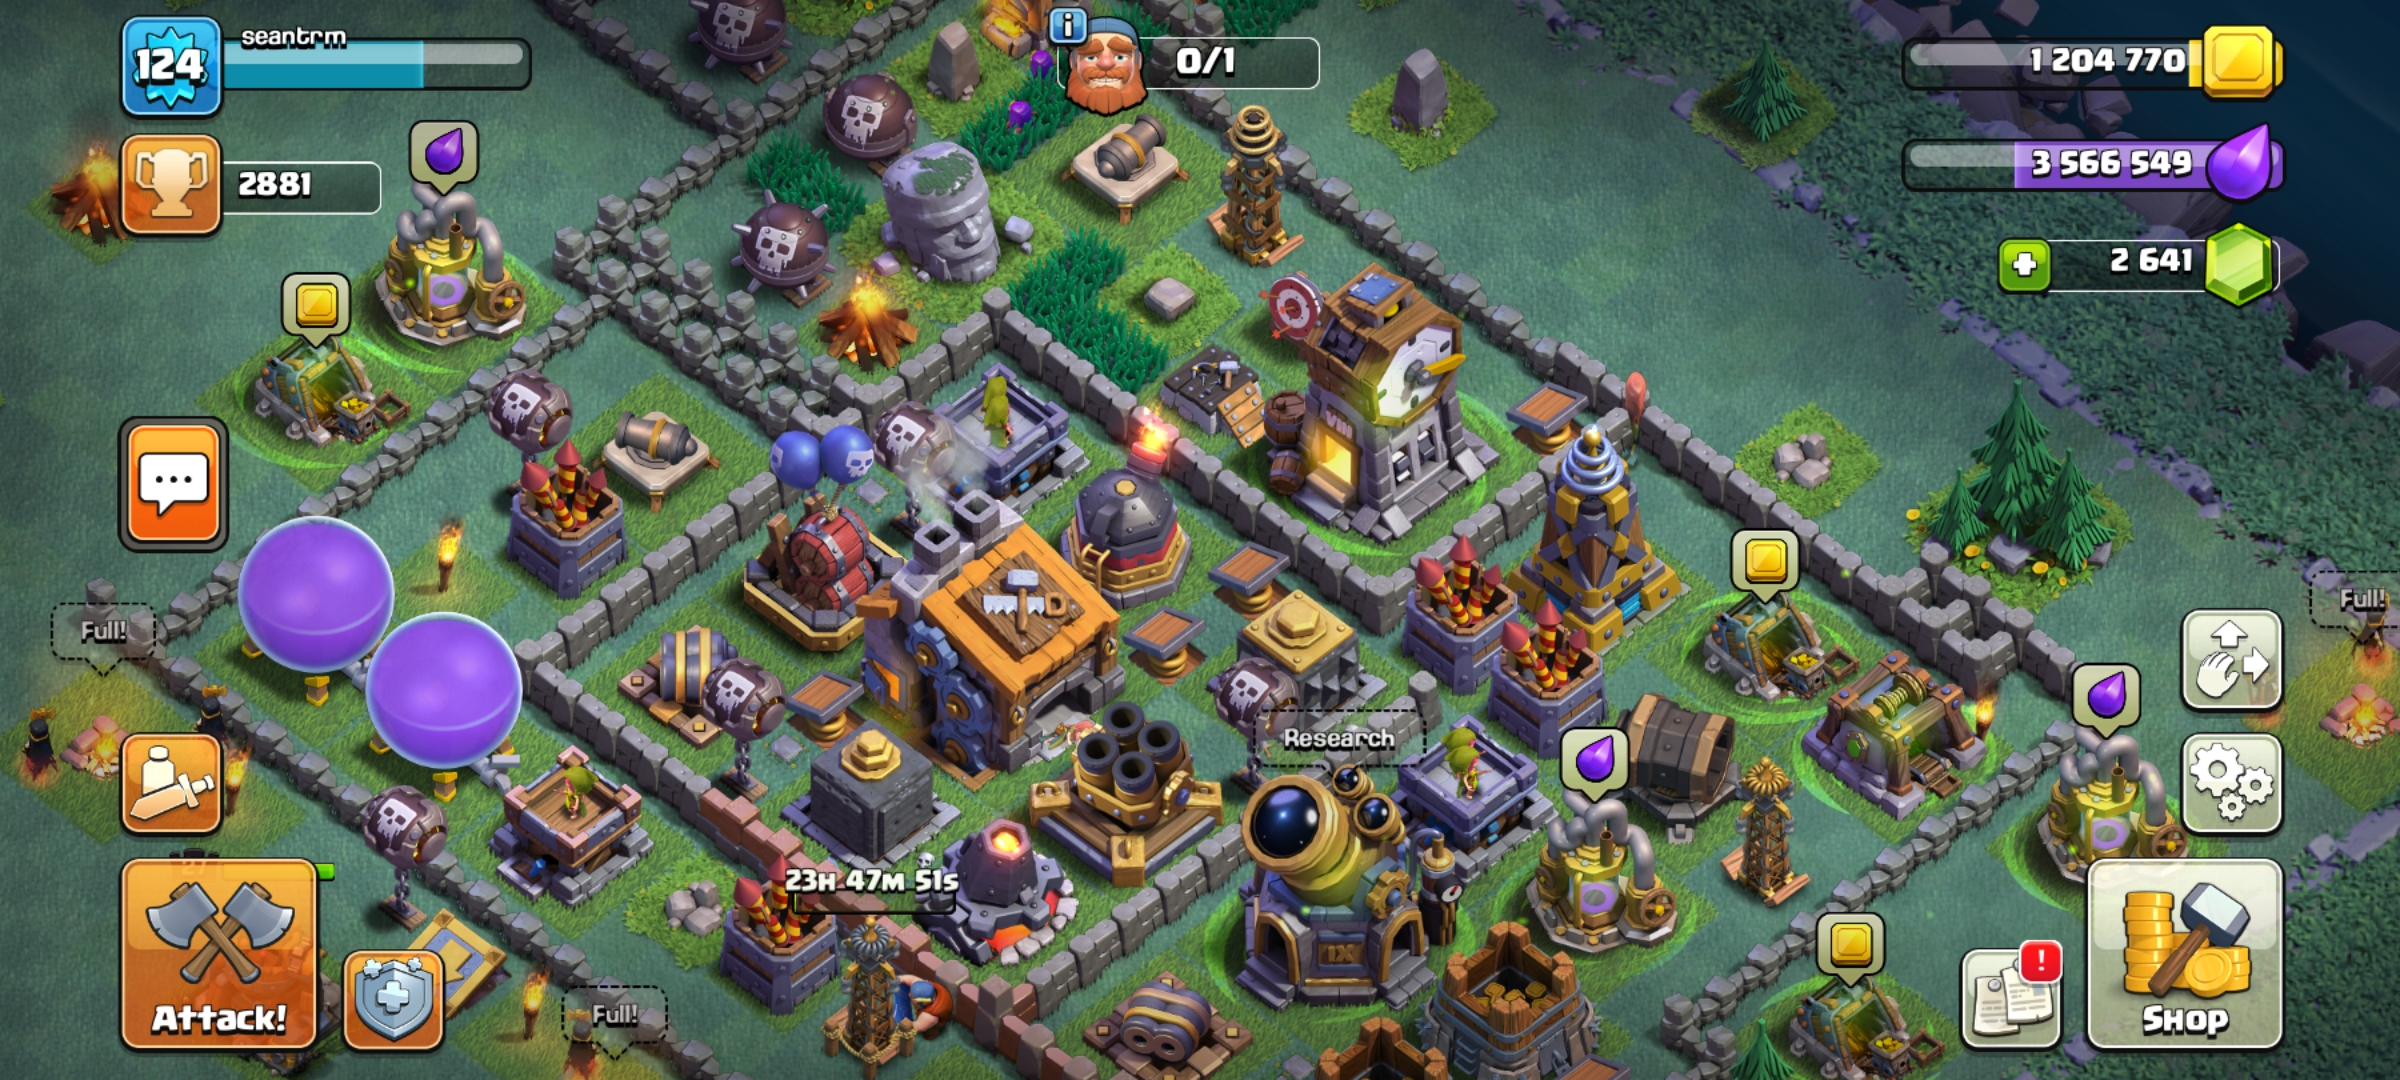 seantrm
124
0/1
1 204 770
2881
3 566 549
2 641
Full!
Full!
Research
23H 47M 51S
IX
Full!
Attack!
!
Shop